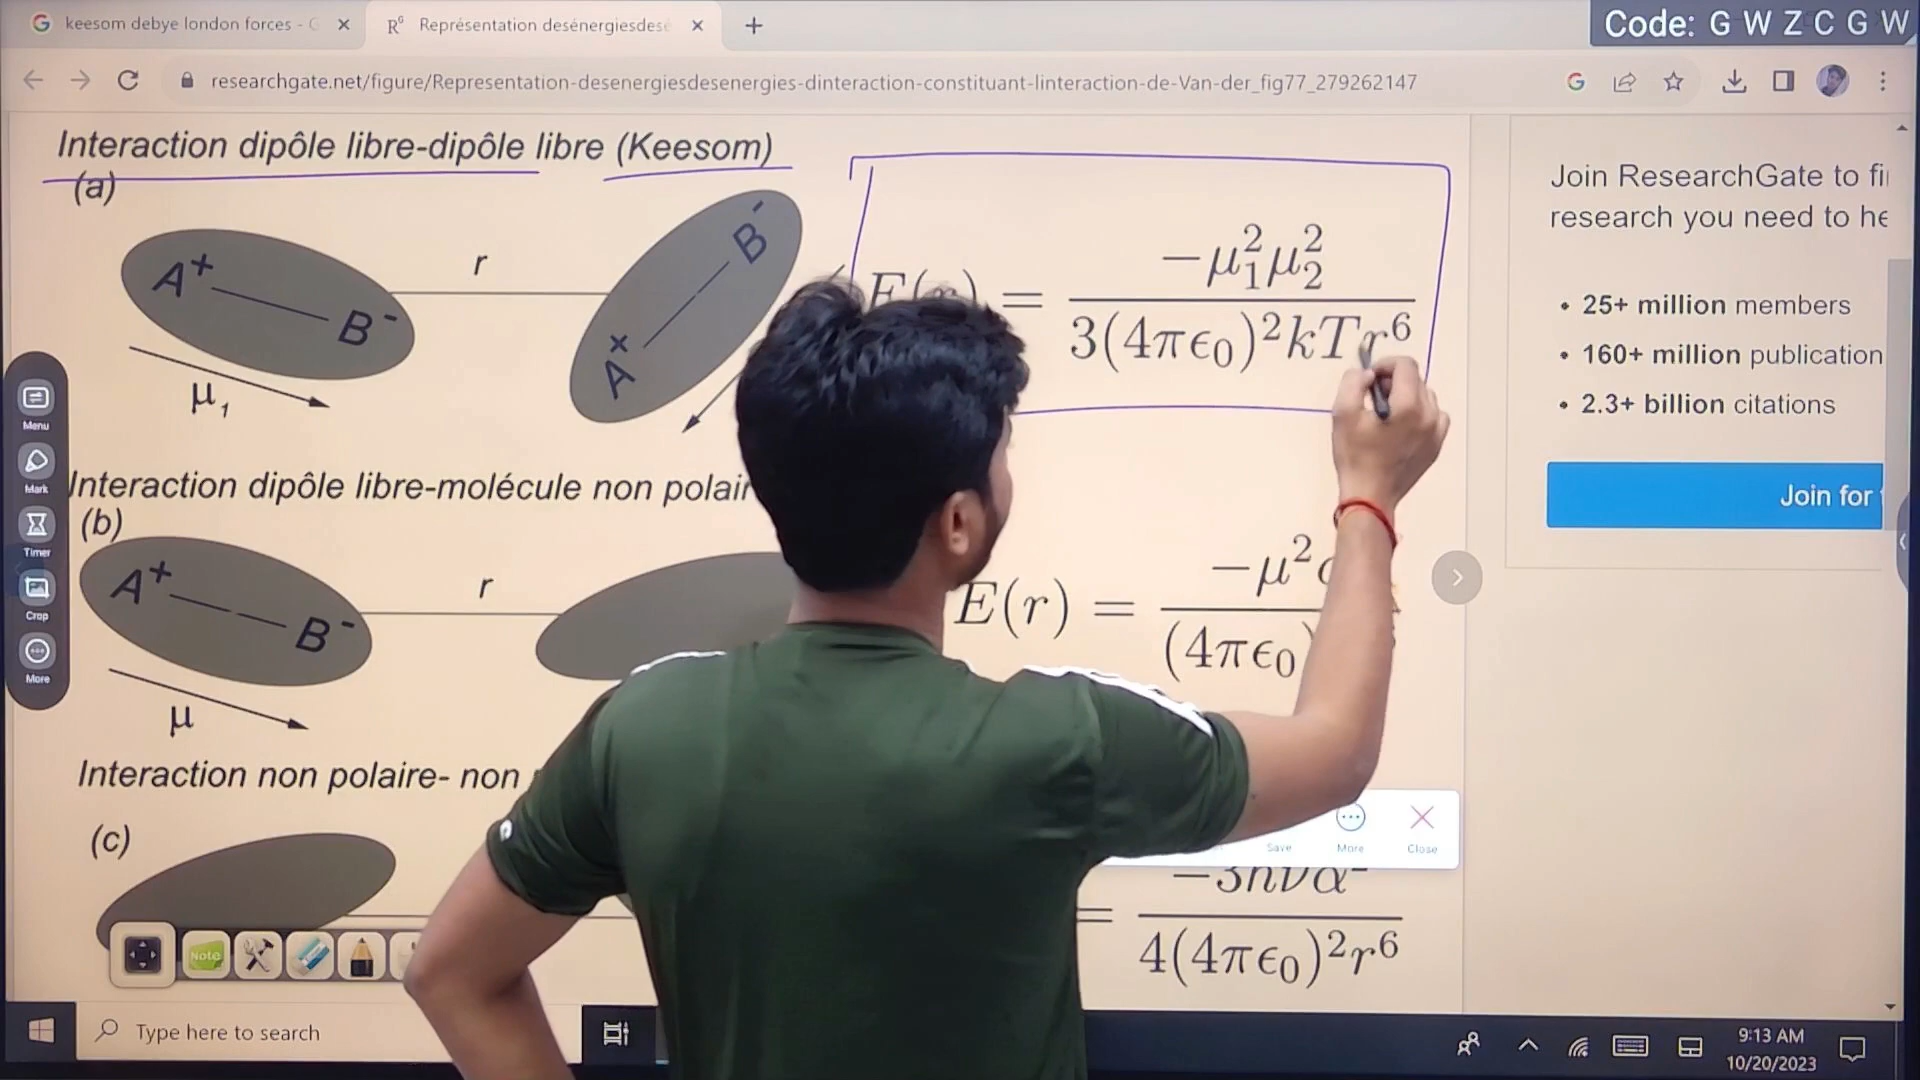 keesom debye london forces - G
Représentation desénergiesdesé
Code: G W Z C G W
researchgate.net/figure/Representation-desenergiesdesenergies-dinteraction-constituant-linteraction-de-Van-der_fig77_279262147
Interaction dipôle libre-dipôle libre (Keesom)
(a)
A+ B-
r
A+ B-
μ1
E(r) = -μ₁²μ₂² / 3(4πϵ₀)²kTr⁶
Interaction dipôle libre-molécule non polair
(b)
A+ B-
r
μ
E(r) = -μ² / (4πϵ₀)
Interaction non polaire- non
(c)
= -3hνα² / 4(4πϵ₀)²r⁶
Join ResearchGate to fi
research you need to he
• 25+ million members
• 160+ million publication
• 2.3+ billion citations
Join for
Menu
Mark
Timer
Crop
More
Save
More
Close
Note
Type here to search
9:13 AM
10/20/2023